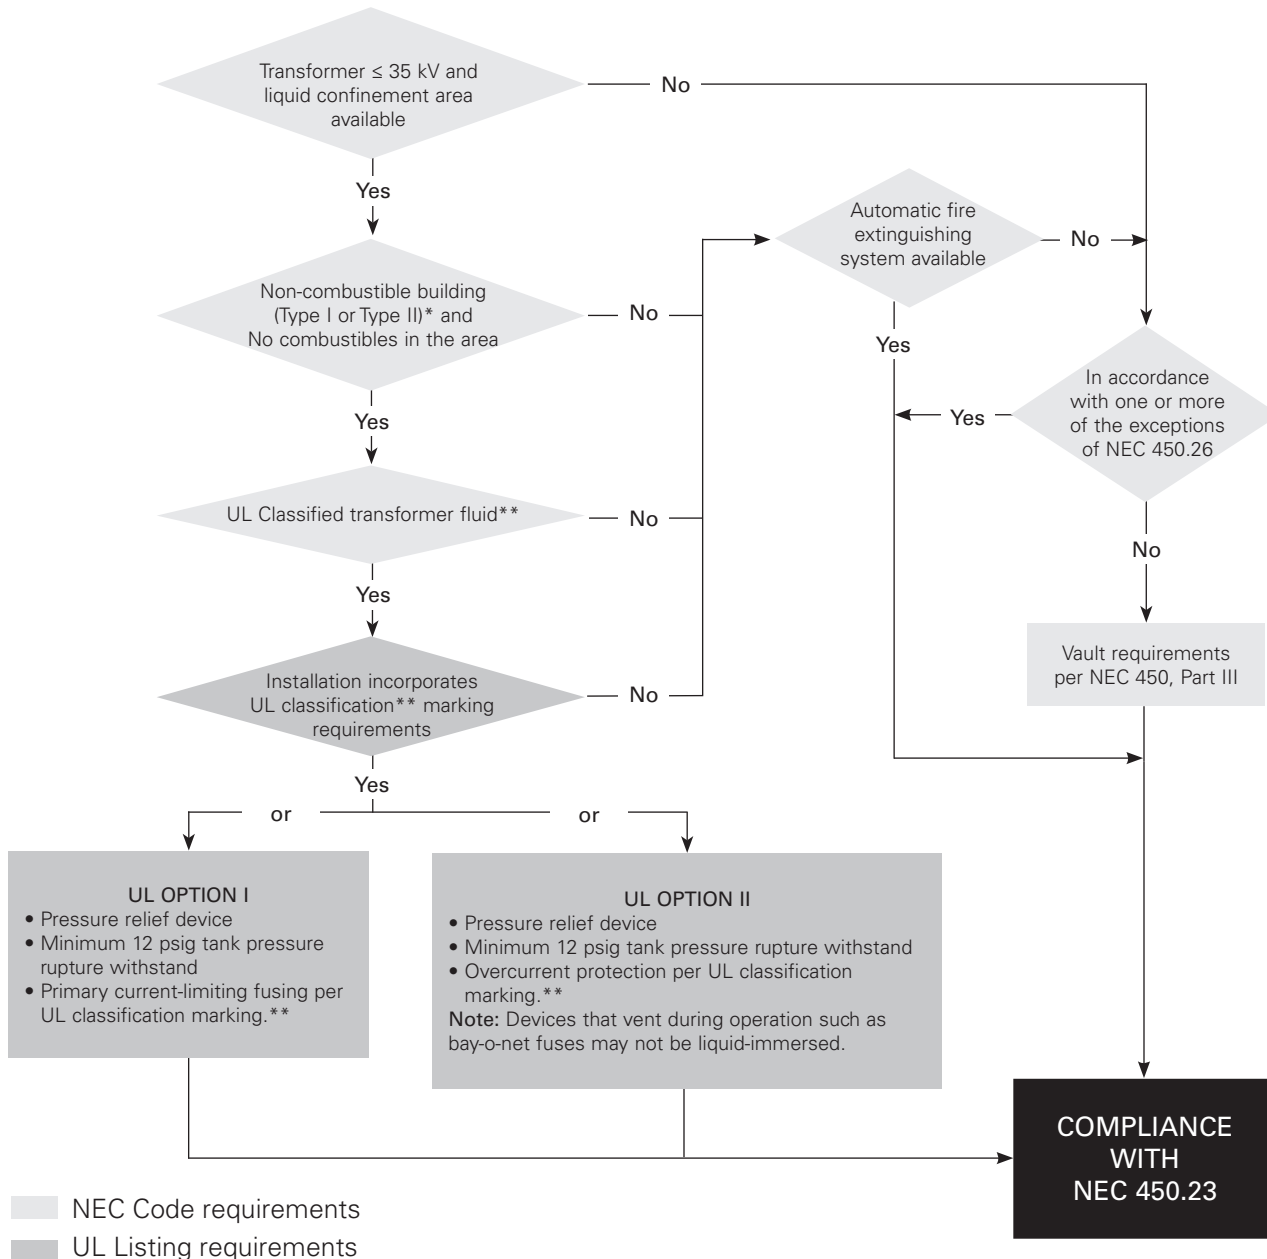 Transformer ≤ 35 kV and
liquid confinement area
available
No
Yes
Automatic fire
extinguishing
system available
No
Yes
Non-combustible building
(Type I or Type II)* and
No combustibles in the area
No
Yes
In accordance
with one or more
of the exceptions
of NEC 450.26
Yes
No
UL Classified transformer fluid**
No
Yes
Vault requirements
per NEC 450, Part III
Installation incorporates
UL classification** marking
requirements
No
Yes
or
or
UL OPTION I
• Pressure relief device
• Minimum 12 psig tank pressure
rupture withstand
• Primary current-limiting fusing per
UL classification marking.**
UL OPTION II
• Pressure relief device
• Minimum 12 psig tank pressure rupture withstand
• Overcurrent protection per UL classification
marking.**
Note: Devices that vent during operation such as
bay-o-net fuses may not be liquid-immersed.
COMPLIANCE
WITH
NEC 450.23
NEC Code requirements
UL Listing requirements